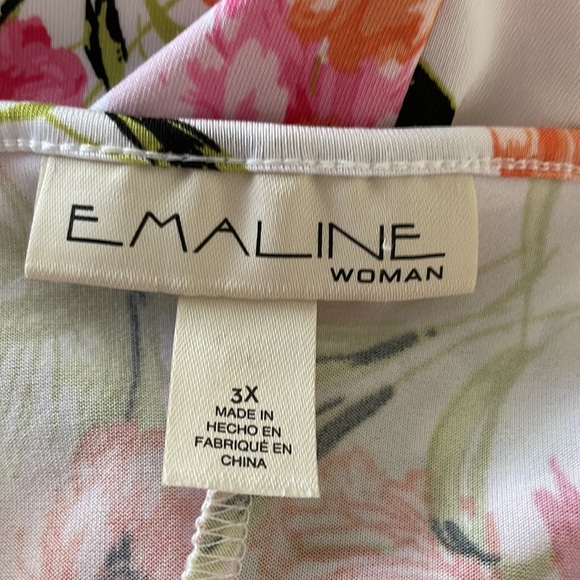 EMALINE
WOMAN
3X
MADE IN
HECHO EN
FABRIQUÉ EN
CHINA